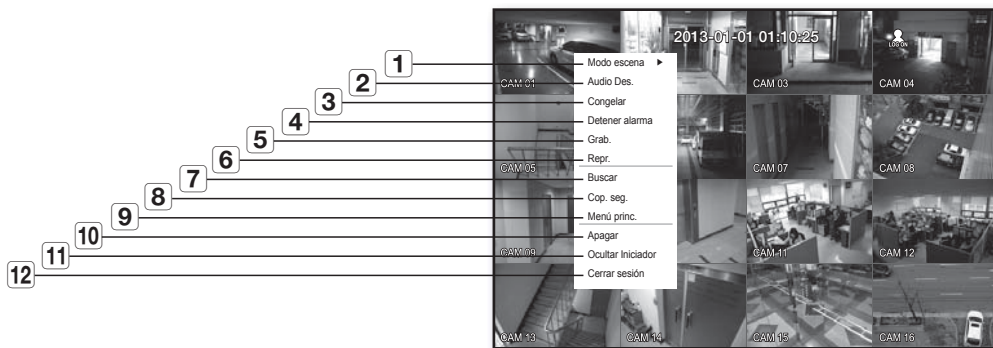 2013-01-01 01:10:25
LOG ON
CAM 01
CAM 03
CAM 04
1 Modo escena ▶
2 Audio Des.
3 Congelar
4 Detener alarma
5 Grab.
6 Repr.
7 Buscar
8 Cop. seg.
9 Menú princ.
10 Apagar
11 Ocultar Iniciador
12 Cerrar sesión
CAM 05
CAM 07
CAM 08
CAM 09
CAM 11
CAM 12
CAM 13
CAM 14
CAM 15
CAM 16